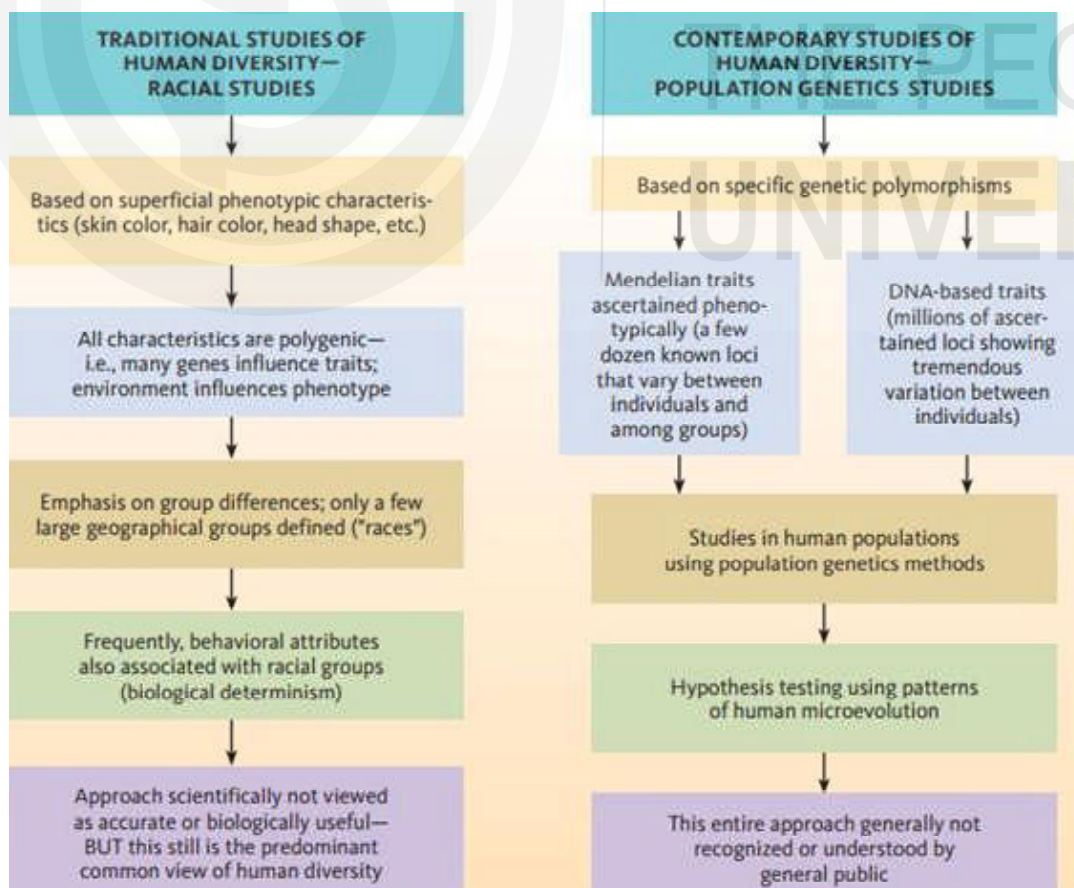 TRADITIONAL STUDIES OF
HUMAN DIVERSITY—
RACIAL STUDIES
Based on superficial phenotypic characteris-
tics (skin color, hair color, head shape, etc.)
All characteristics are polygenic—
i.e., many genes influence traits;
environment influences phenotype
Emphasis on group differences; only a few
large geographical groups defined ("races")
Frequently, behavioral attributes
also associated with racial groups
(biological determinism)
Approach scientifically not viewed
as accurate or biologically useful—
BUT this still is the predominant
common view of human diversity
CONTEMPORARY STUDIES OF
HUMAN DIVERSITY—
POPULATION GENETICS STUDIES
Based on specific genetic polymorphisms
Mendelian traits
ascertained pheno-
typically (a few
dozen known loci
that vary between
individuals and
among groups)
DNA-based traits
(millions of ascer-
tained loci showing
tremendous
variation between
individuals)
Studies in human populations
using population genetics methods
Hypothesis testing using patterns
of human microevolution
This entire approach generally not
recognized or understood by
general public
THE